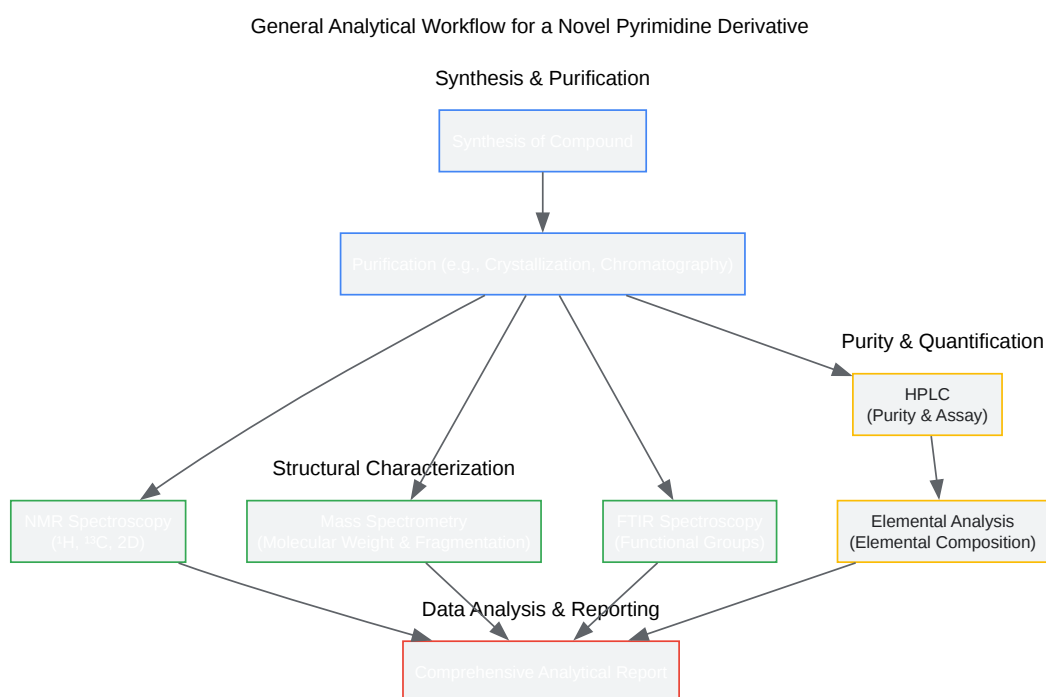 General Analytical Workflow for a Novel Pyrimidine Derivative
Synthesis & Purification
Synthesis of Compound
Purification (e.g., Crystallization, Chromatography)
Purity & Quantification
HPLC
(Purity & Assay)
Structural Characterization
NMR Spectroscopy
(¹H, ¹³C, 2D)
Mass Spectrometry
(Molecular Weight & Fragmentation)
FTIR Spectroscopy
(Functional Groups)
Elemental Analysis
(Elemental Composition)
Data Analysis & Reporting
Comprehensive Analytical Report